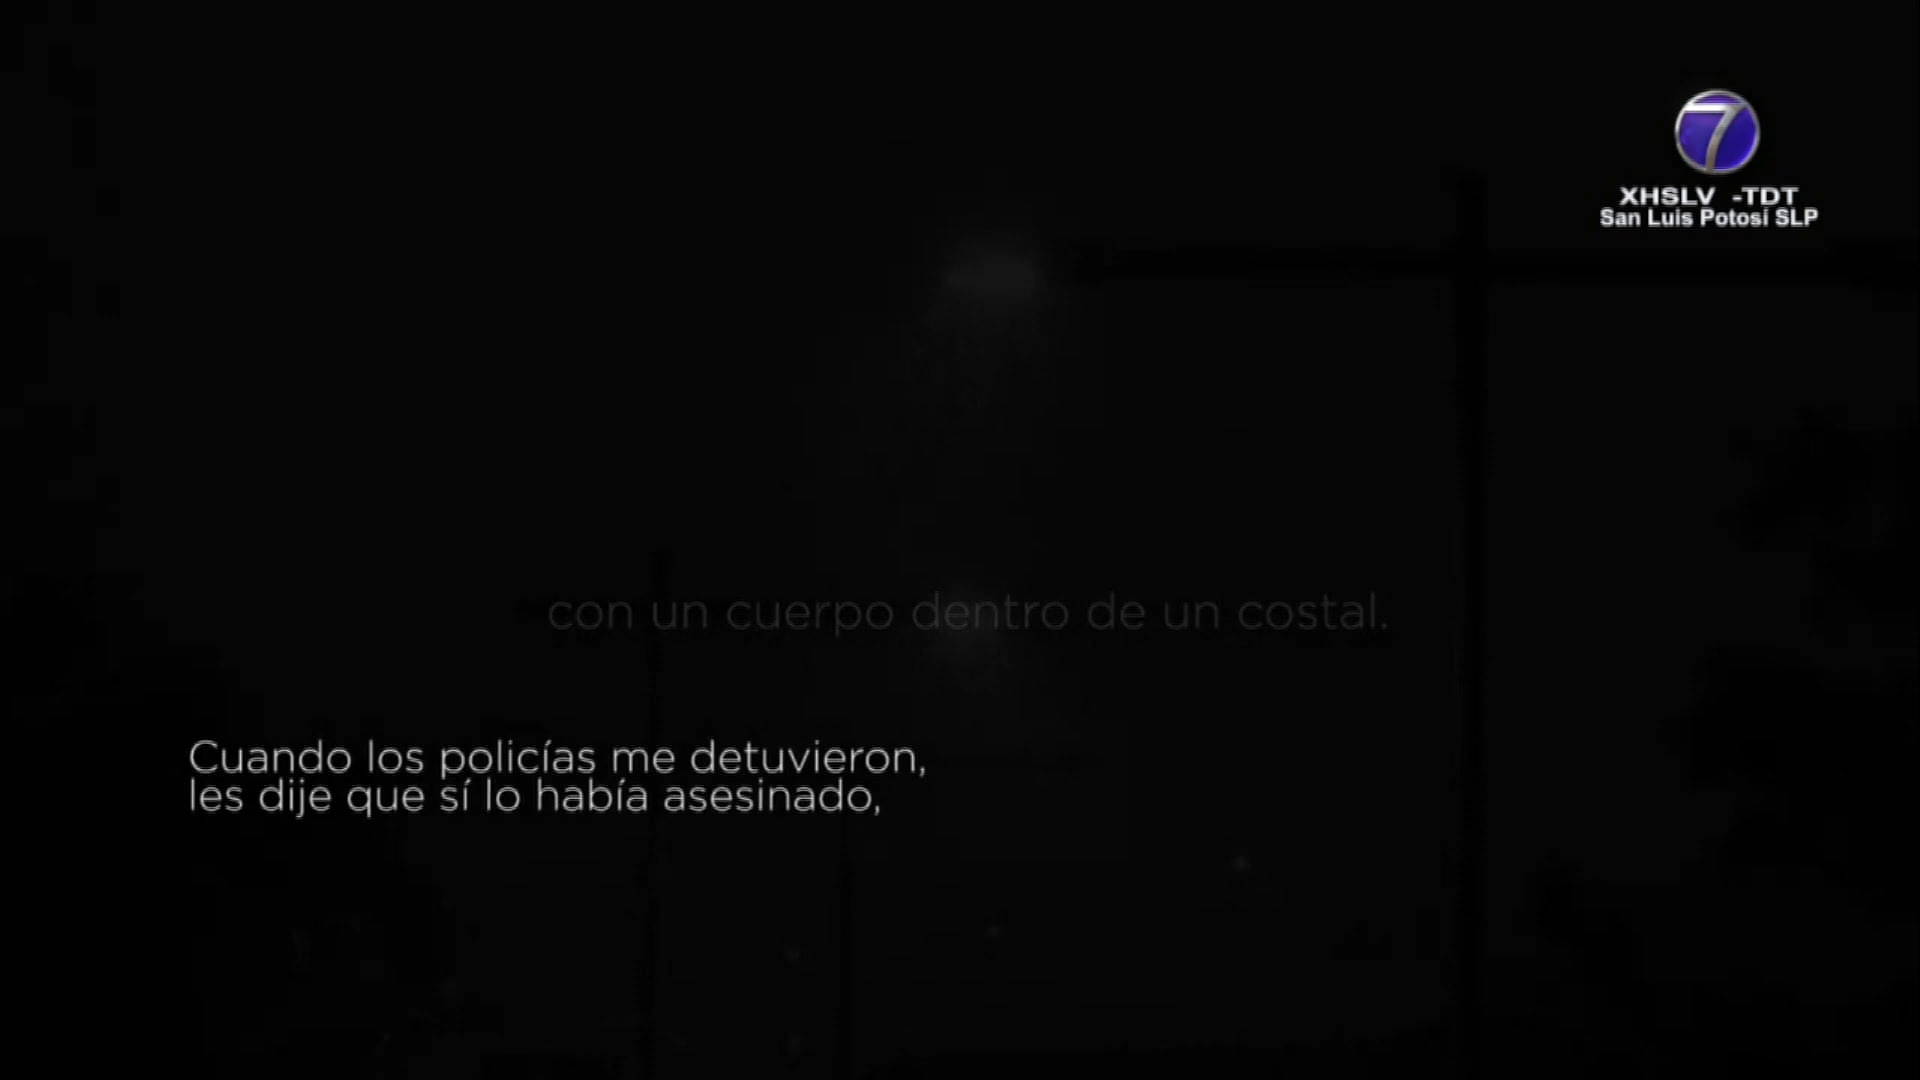 7
XHSLV -TDT
San Luis Potosí SLP
con un cuerpo dentro de un costal.
Cuando los policías me detuvieron,
les dije que sí lo había asesinado,